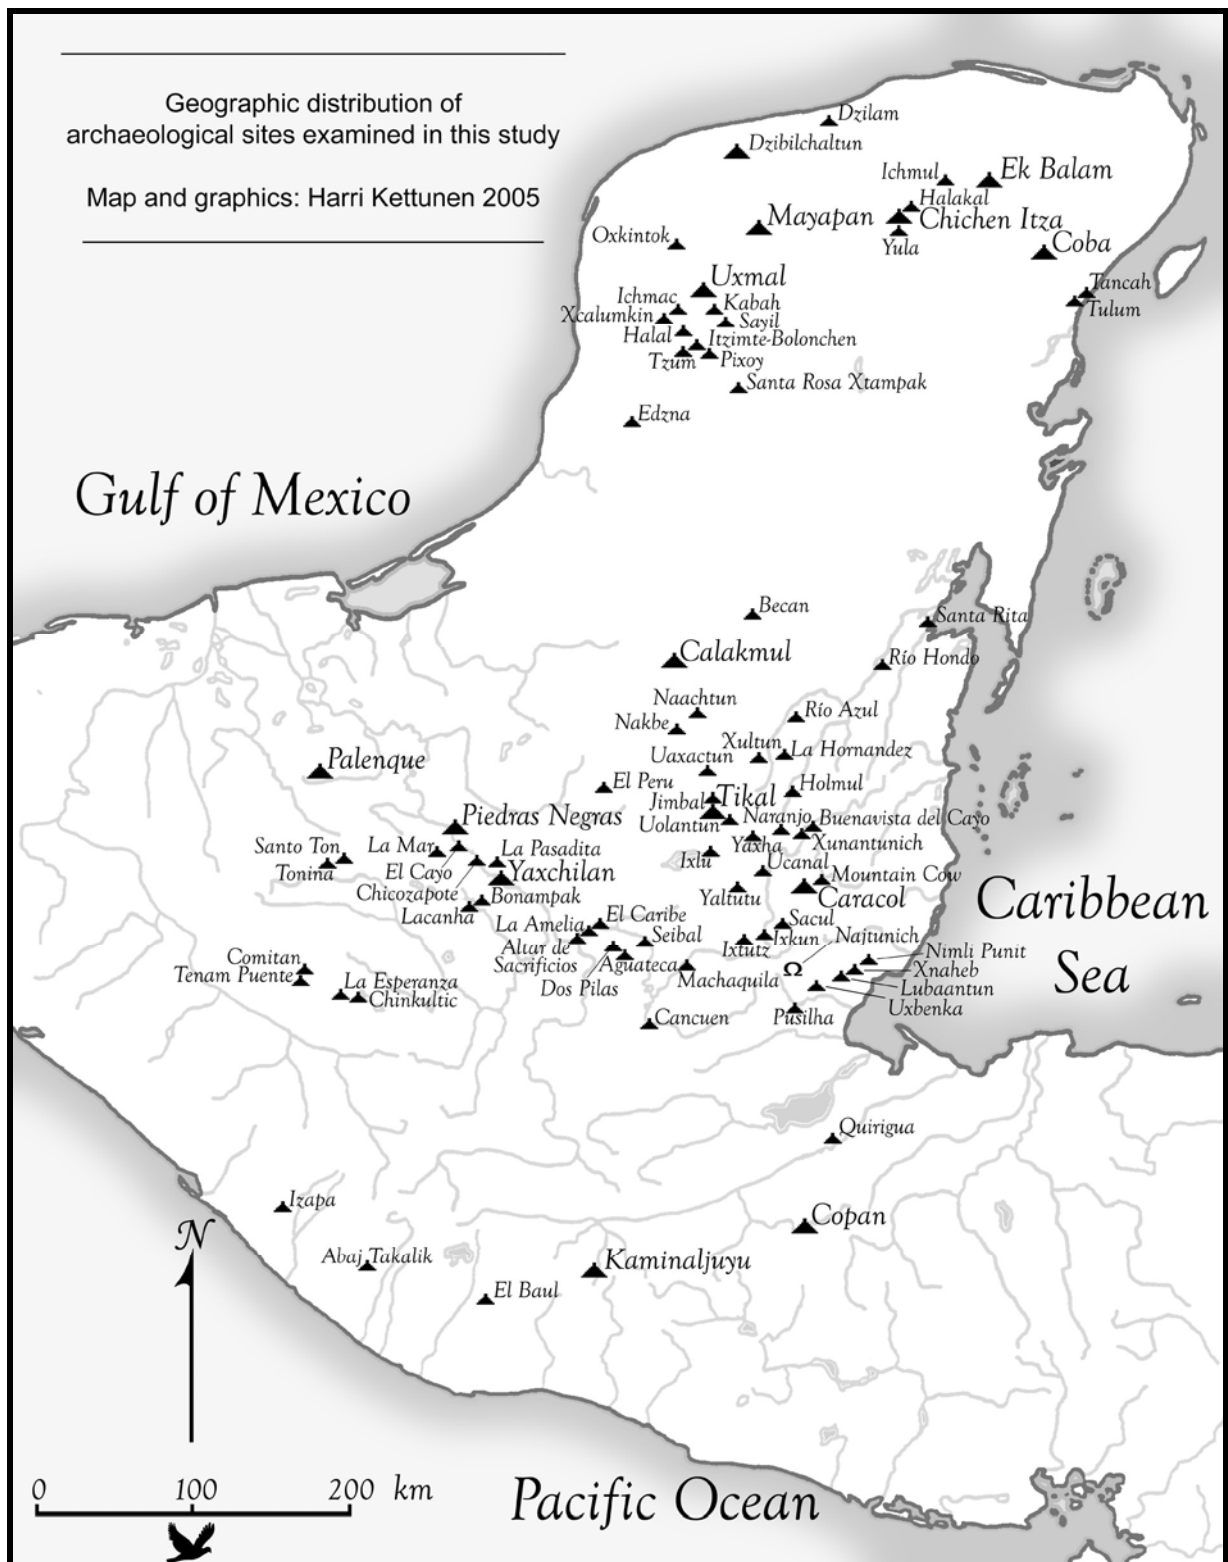 Geographic distribution of
archaeological sites examined in this study
Map and graphics: Harri Kettunen 2005
Dzilam
Dzibilchaltun
Ichmul
Ek Balam
Halakal
Mayapan
Chichen Itza
Oxkintok
Yula
Coba
Uxmal
Tancah
Ichmac
Kabah
Tulum
Xcalumkin
Sayil
Halal
Itzimte-Bolonchen
Tzum
Pixoy
Santa Rosa Xtampak
Edzna
Gulf of Mexico
Becan
Santa Rita
Calakmul
Río Hondo
Naachtun
Río Azul
Nakbe
Xultun
La Hornandez
Uaxactun
Palenque
El Peru
Holmul
Jimbal
Tikal
Piedras Negras
Uolantun
Naranjo
Buenavista del Cayo
Santo Ton
La Mar
La Pasadita
Yaxha
Xunantunich
Tonina
El Cayo
Yaxchilan
Ixlu
Ucanal
Mountain Cow
Chicozapote
Bonampak
Yaltutu
Caracol
Lacanha
La Amelia
El Caribe
Sacul
Caribbean
Sea
Altar de
Sacrificios
Seibal
Ixtutz
Ixkun
Najtunich
Nimli Punit
Comitan
Aguateca
Xnaheb
Tenam Puente
La Esperanza
Dos Pilas
Machaquila
Ω
Lubaantun
Chinkultic
Uxbenka
Cancuen
Pusilha
Quirigua
Izapa
Copan
N
Abaj Takalik
Kaminaljuyu
El Baul
0 100 200 km
Pacific Ocean